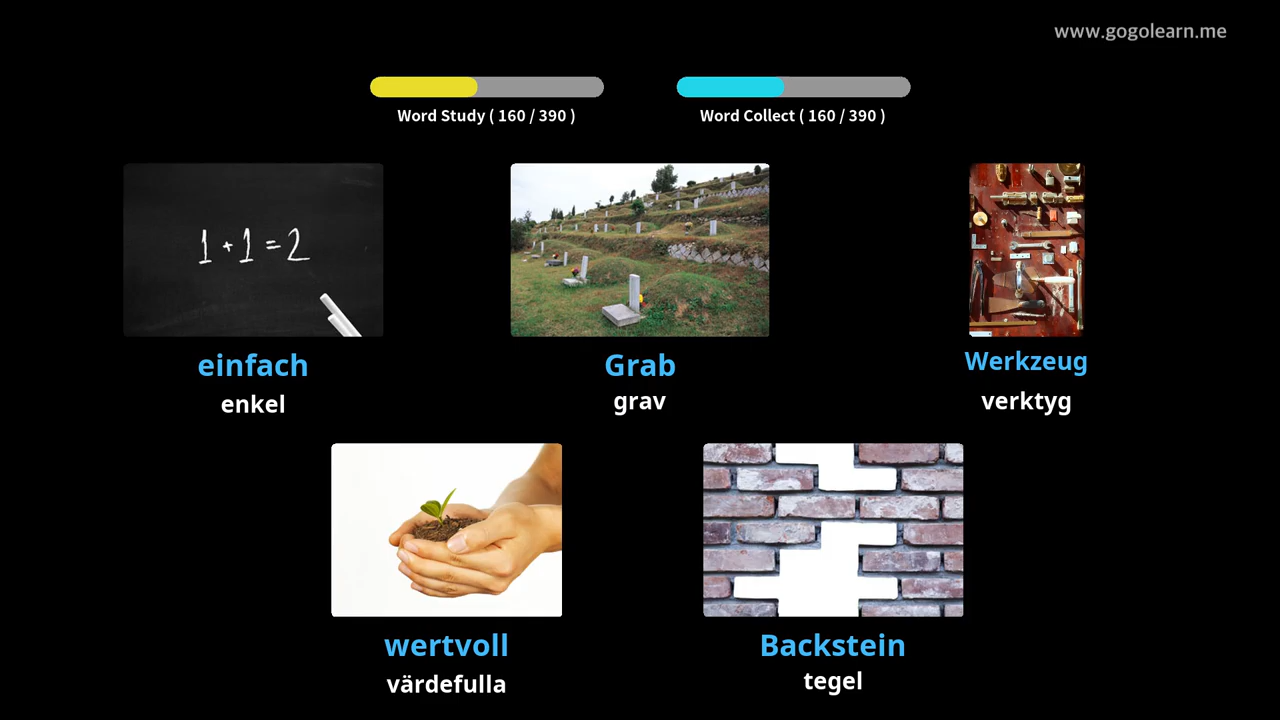 www.gogolearn.me
Word Study ( 160 / 390 )
Word Collect ( 160 / 390 )
1 + 1 = 2
einfach
enkel
Grab
grav
Werkzeug
verktyg
wertvoll
värdefulla
Backstein
tegel